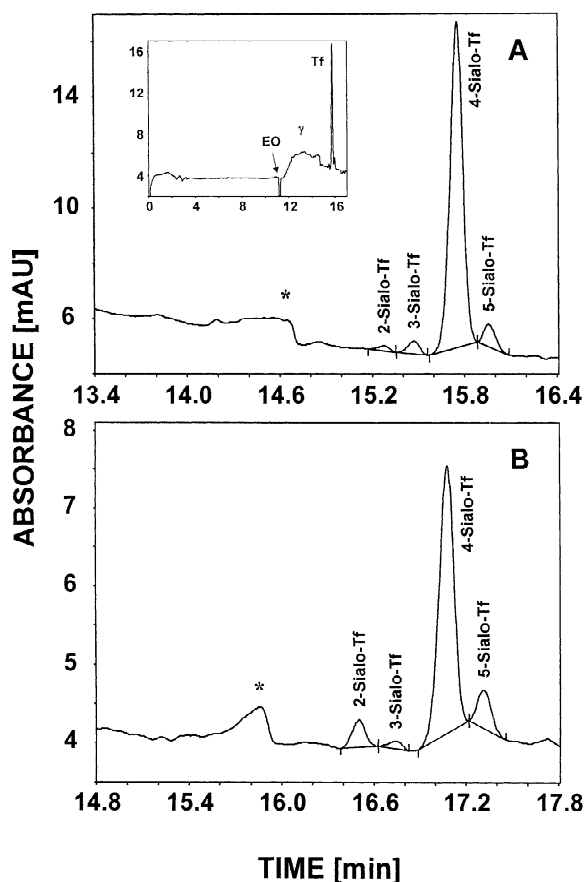 A
16
12
8
4
Tf
EO
γ
0 4 8 12 16
14
10
6
*
2-Sialo-Tf
3-Sialo-Tf
4-Sialo-Tf
5-Sialo-Tf
13.4 14.0 14.6 15.2 15.8 16.4
ABSORBANCE [mAU]
B
8
7
6
5
4
*
2-Sialo-Tf
3-Sialo-Tf
4-Sialo-Tf
5-Sialo-Tf
14.8 15.4 16.0 16.6 17.2 17.8
TIME [min]